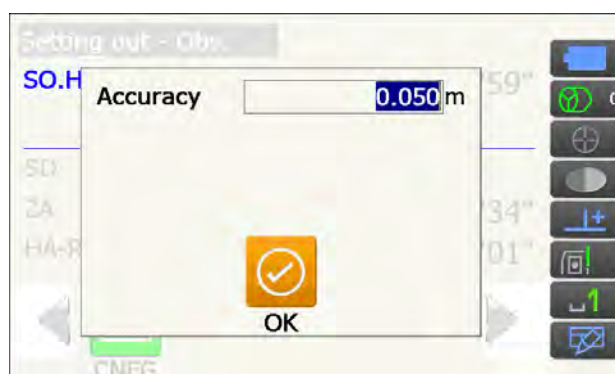 Setting out - Obs.
SO.H
'59"
Accuracy
0.050 m
SD
ZA
'34"
HA-R
'01"
OK
CNFG